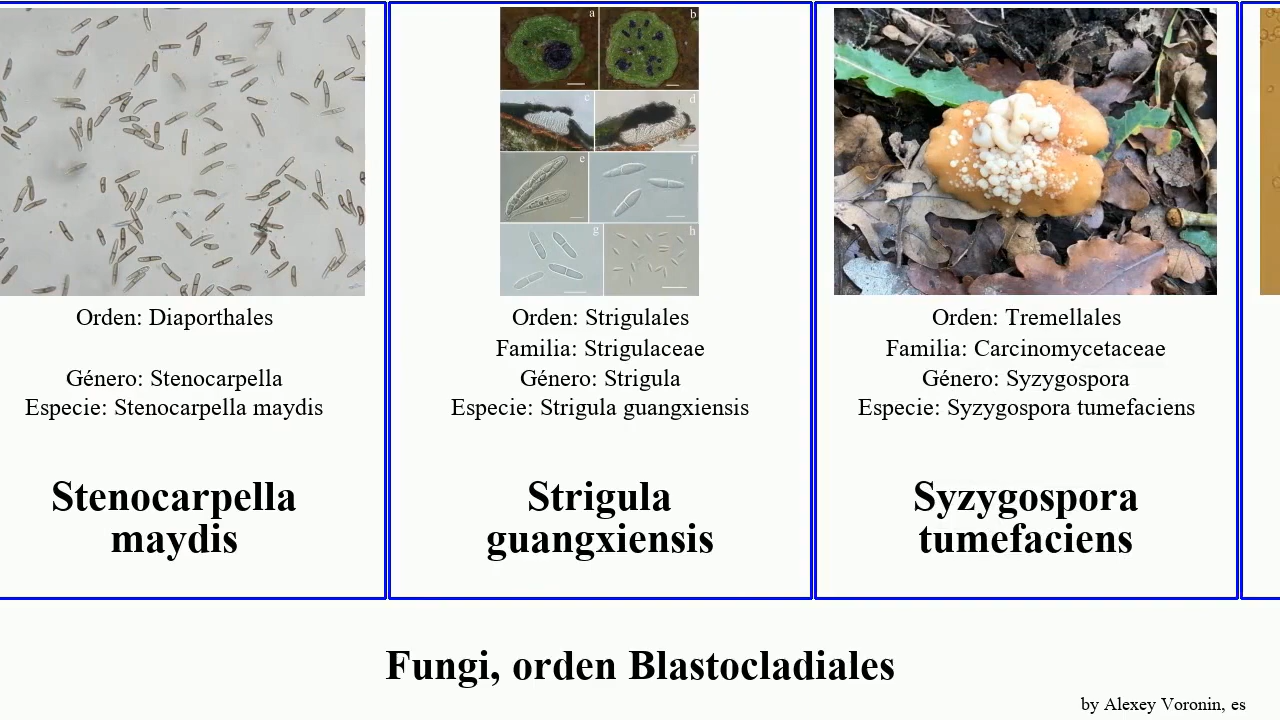 a
b
c
d
e
f
g
h
Orden: Diaporthales
Género: Stenocarpella
Especie: Stenocarpella maydis
Stenocarpella
maydis
Orden: Strigulales
Familia: Strigulaceae
Género: Strigula
Especie: Strigula guangxiensis
Strigula
guangxiensis
Orden: Tremellales
Familia: Carcinomycetaceae
Género: Syzygospora
Especie: Syzygospora tumefaciens
Syzygospora
tumefaciens
Fungi, orden Blastocladiales
by Alexey Voronin, es